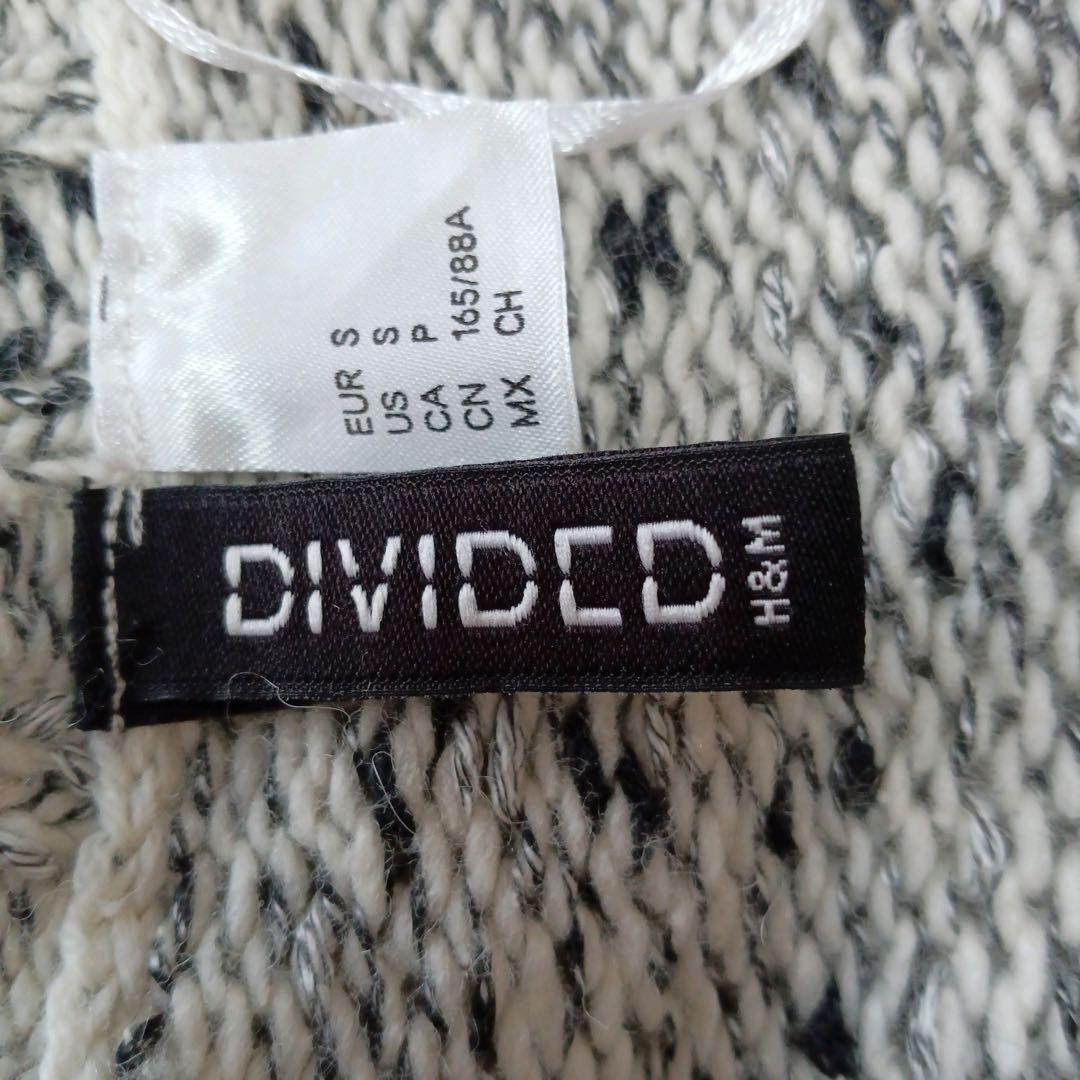 EUR S
US S
CA P
CN 165/88A
MX CH
DIVIDED
H&M